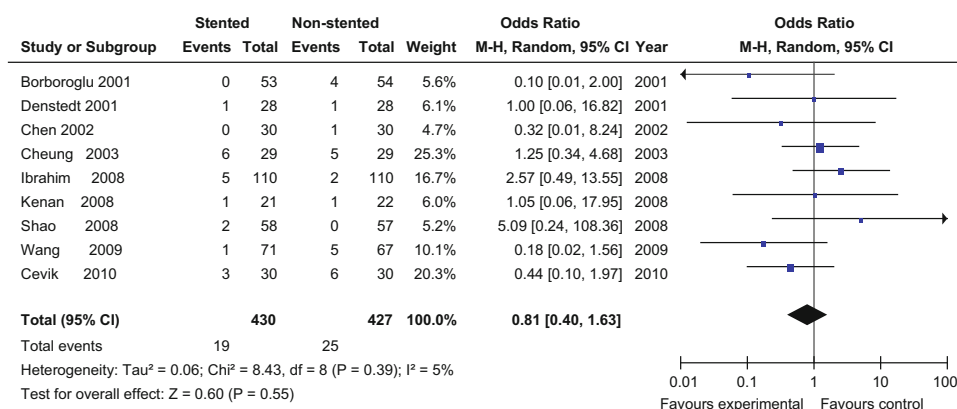 Stented Non-stented Odds Ratio Odds Ratio
Study or Subgroup Events Total Events Total Weight M-H, Random, 95% CI Year M-H, Random, 95% CI
Borboroglu 2001 0 53 4 54 5.6% 0.10 [0.01, 2.00] 2001
Denstedt 2001 1 28 1 28 6.1% 1.00 [0.06, 16.82] 2001
Chen 2002 0 30 1 30 4.7% 0.32 [0.01, 8.24] 2002
Cheung 2003 6 29 5 29 25.3% 1.25 [0.34, 4.68] 2003
Ibrahim 2008 5 110 2 110 16.7% 2.57 [0.49, 13.55] 2008
Kenan 2008 1 21 1 22 6.0% 1.05 [0.06, 17.95] 2008
Shao 2008 2 58 0 57 5.2% 5.09 [0.24, 108.36] 2008
Wang 2009 1 71 5 67 10.1% 0.18 [0.02, 1.56] 2009
Cevik 2010 3 30 6 30 20.3% 0.44 [0.10, 1.97] 2010
Total (95% CI) 430 427 100.0% 0.81 [0.40, 1.63]
Total events 19 25
Heterogeneity: Tau² = 0.06; Chi² = 8.43, df = 8 (P = 0.39); I² = 5%
Test for overall effect: Z = 0.60 (P = 0.55)
0.01 0.1 1 10 100
Favours experimental Favours control